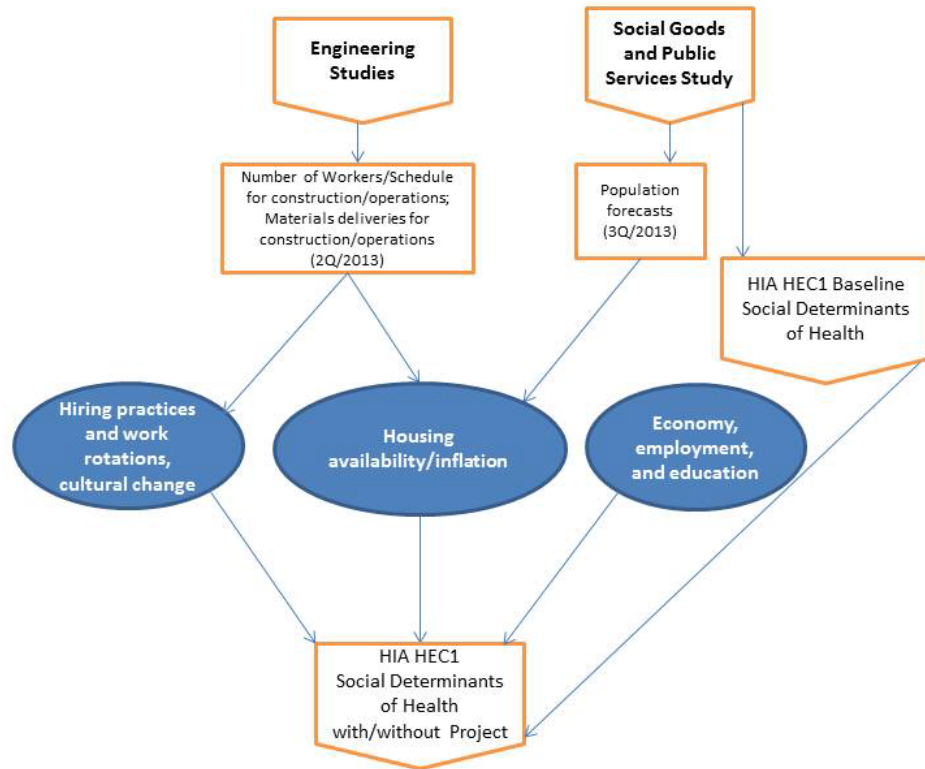 Engineering
Studies
Social Goods
and Public
Services Study
Number of Workers/Schedule
for construction/operations;
Materials deliveries for
construction/operations
(2Q/2013)
Population
forecasts
(3Q/2013)
HIA HEC1 Baseline
Social Determinants
of Health
Hiring practices
and work
rotations,
cultural change
Housing
availability/inflation
Economy,
employment,
and education
HIA HEC1
Social Determinants
of Health
with/without Project